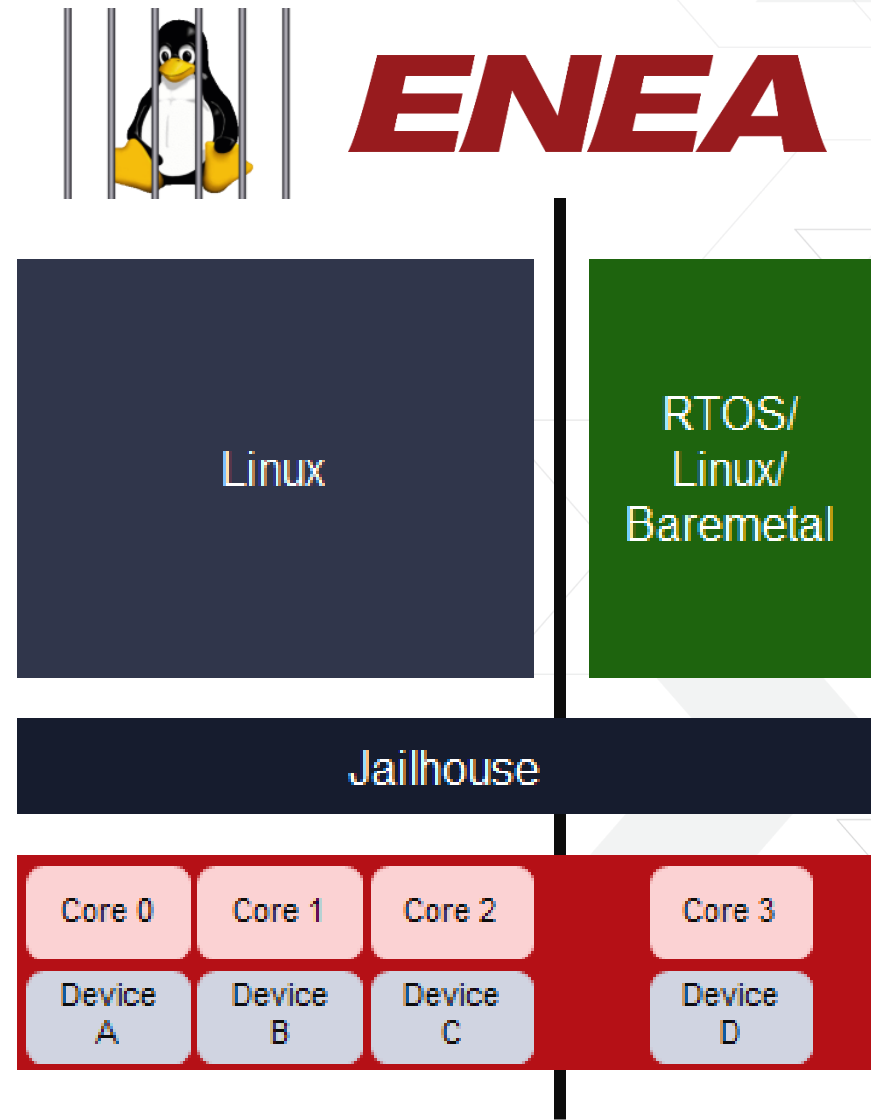 ENEA
Linux
RTOS/
Linux/
Baremetal
Jailhouse
Core 0
Core 1
Core 2
Core 3
Device
A
Device
B
Device
C
Device
D